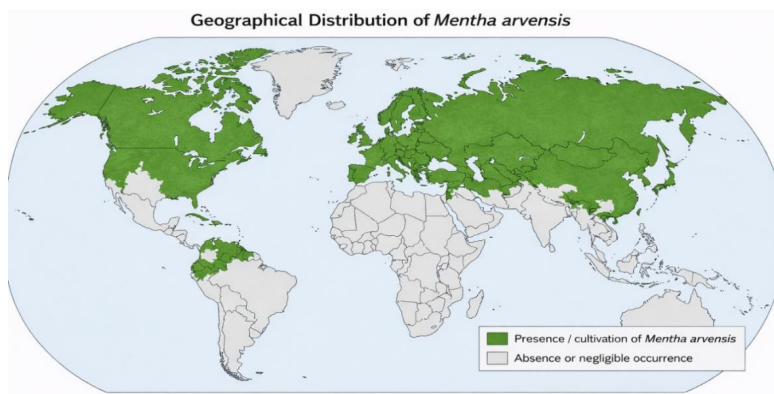 Geographical Distribution of Mentha arvensis
Presence / cultivation of Mentha arvensis
Absence or negligible occurrence